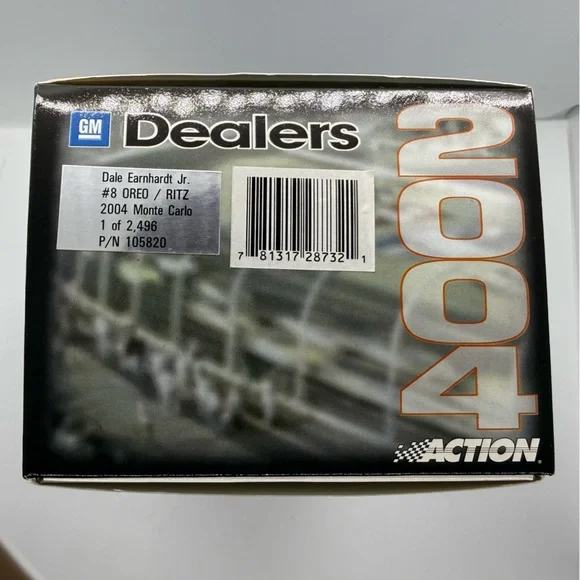 GM Dealers
Dale Earnhardt Jr.
#8 OREO / RITZ
2004 Monte Carlo
1 of 2,496
P/N 105820
7 81317 28732 1
2004
ACTION